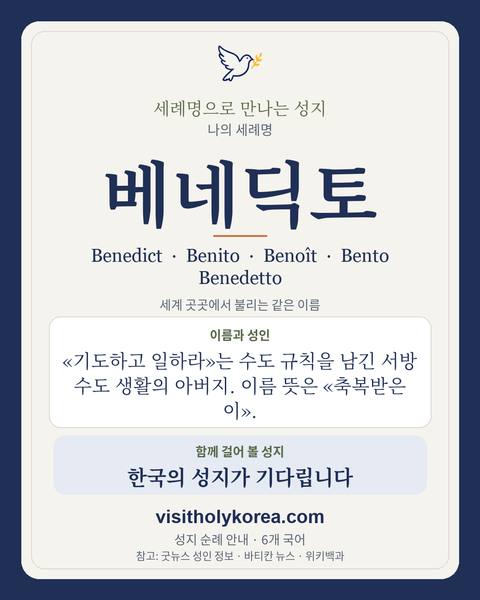 세례명으로 만나는 성지
나의 세례명
베네딕토
Benedict · Benito · Benoît · Bento
Benedetto
세계 곳곳에서 불리는 같은 이름
이름과 성인
«기도하고 일하라»는 수도 규칙을 남긴 서방
수도 생활의 아버지. 이름 뜻은 «축복받은
이».
함께 걸어 볼 성지
한국의 성지가 기다립니다
visitholykorea.com
성지 순례 안내 · 6개 국어
참고: 굿뉴스 성인 정보 · 바티칸 뉴스 · 위키백과